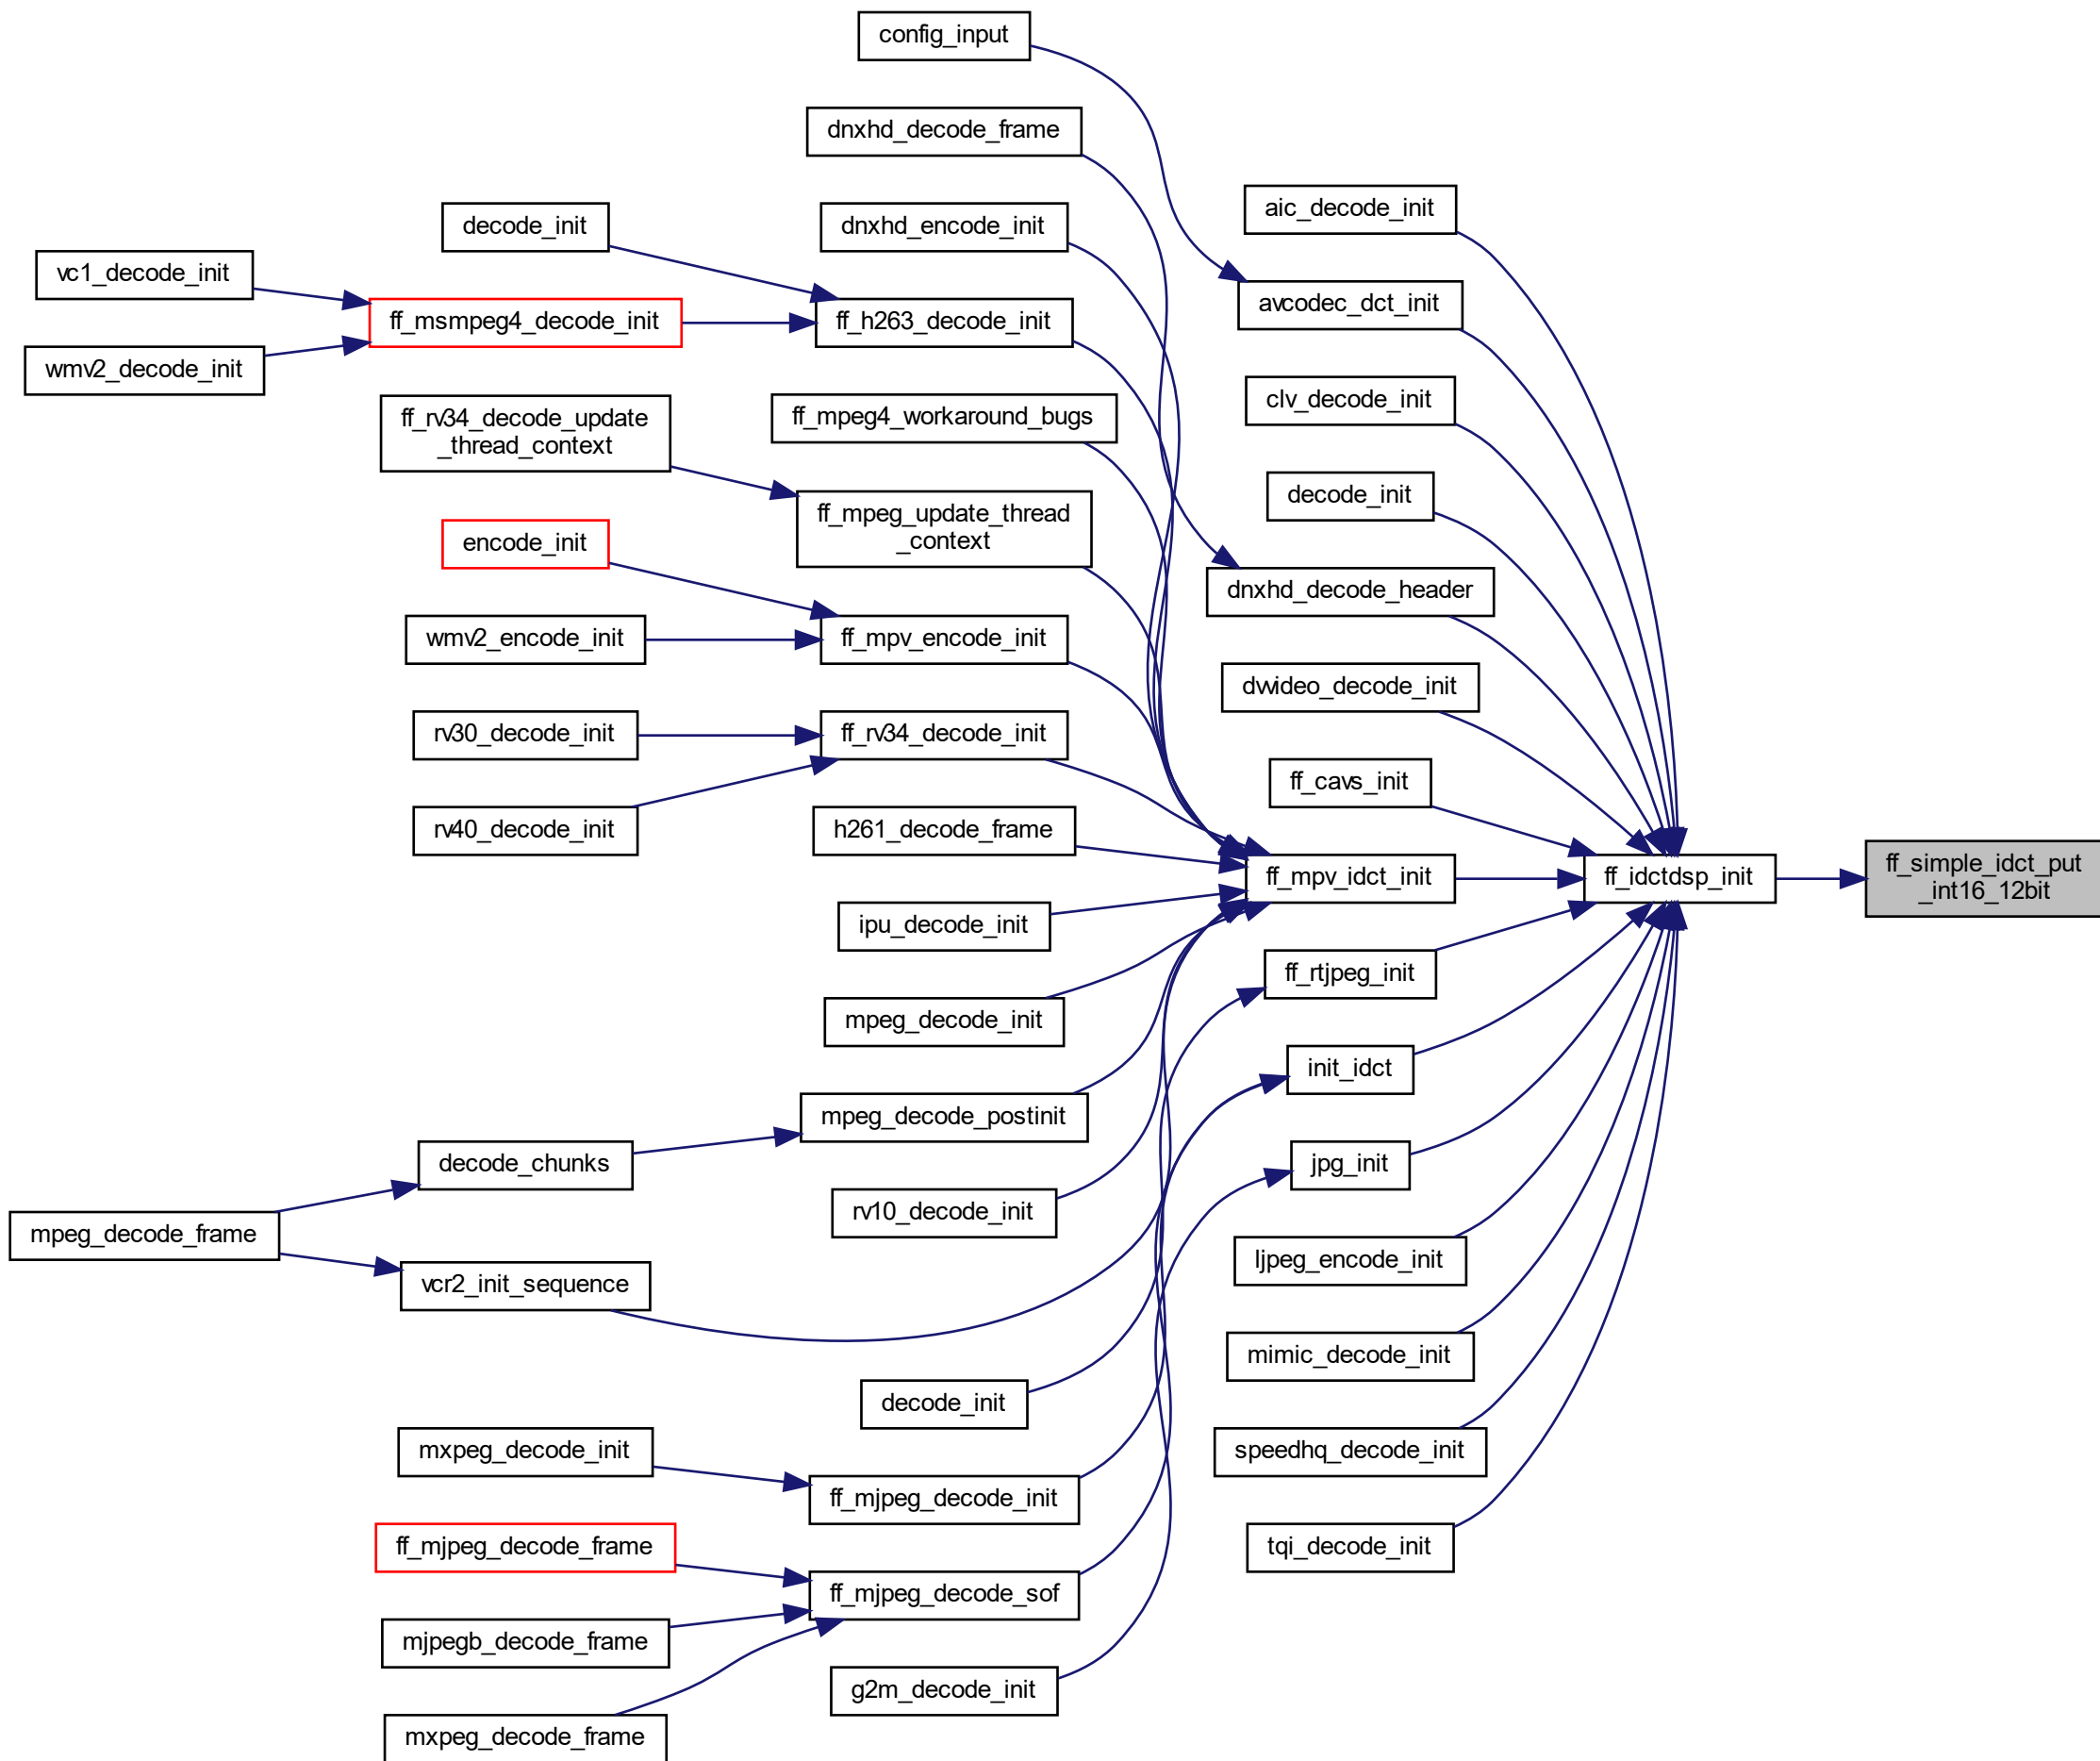 config_input
dnxhd_decode_frame
aic_decode_init
decode_init
dnxhd_encode_init
vc1_decode_init
avcodec_dct_init
ff_msmpeg4_decode_init
ff_h263_decode_init
wmv2_decode_init
clv_decode_init
ff_rv34_decode_update
_thread_context
ff_mpeg4_workaround_bugs
decode_init
ff_mpeg_update_thread
_context
encode_init
dnxhd_decode_header
wmv2_encode_init
ff_mpv_encode_init
dvvideo_decode_init
rv30_decode_init
ff_rv34_decode_init
ff_cavs_init
rv40_decode_init
h261_decode_frame
ff_mpv_idct_init
ff_idctdsp_init
ff_simple_idct_put
_int16_12bit
ipu_decode_init
ff_rtjpeg_init
mpeg_decode_init
init_idct
mpeg_decode_postinit
decode_chunks
jpg_init
rv10_decode_init
mpeg_decode_frame
ljpeg_encode_init
vcr2_init_sequence
mimic_decode_init
decode_init
mxpeg_decode_init
speedhq_decode_init
ff_mjpeg_decode_init
ff_mjpeg_decode_frame
tqi_decode_init
ff_mjpeg_decode_sof
mjpegb_decode_frame
g2m_decode_init
mxpeg_decode_frame